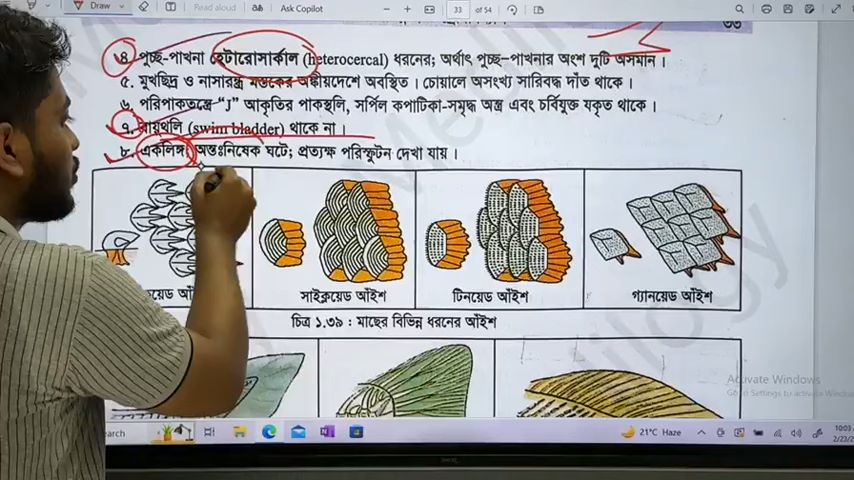 Draw
Read aloud
Ask Copilot
33 of 54
৪. পুচ্ছ-পাখনা হেটারোসার্কাল (heterocercal) ধরনের; অর্থাৎ পুচ্ছ–পাখনার অংশ দুটি অসমান।
৫. মুখছিদ্র ও নাসারন্ধ্র মস্তকের অঙ্কীয়দেশে অবস্থিত। চোয়ালে অসংখ্য সারিবদ্ধ দাঁত থাকে।
৬. পরিপাকতন্ত্রে–“J” আকৃতির পাকস্থলি, সর্পিল কপাটিকা-সমৃদ্ধ অন্ত্র এবং চর্বিযুক্ত যকৃত থাকে।
৭. বায়ুথলি (swim bladder) থাকে না।
৮. একলিঙ্গ; অন্তঃনিষেক ঘটে; প্রত্যক্ষ পরিস্ফুটন দেখা যায়।
সাইক্লয়েড আঁইশ
টিনয়েড আঁইশ
গ্যানয়েড আঁইশ
চিত্র ১.৩৯ : মাছের বিভিন্ন ধরনের আঁইশ
Activate Windows
Go to Settings to activate Windows
21°C Haze